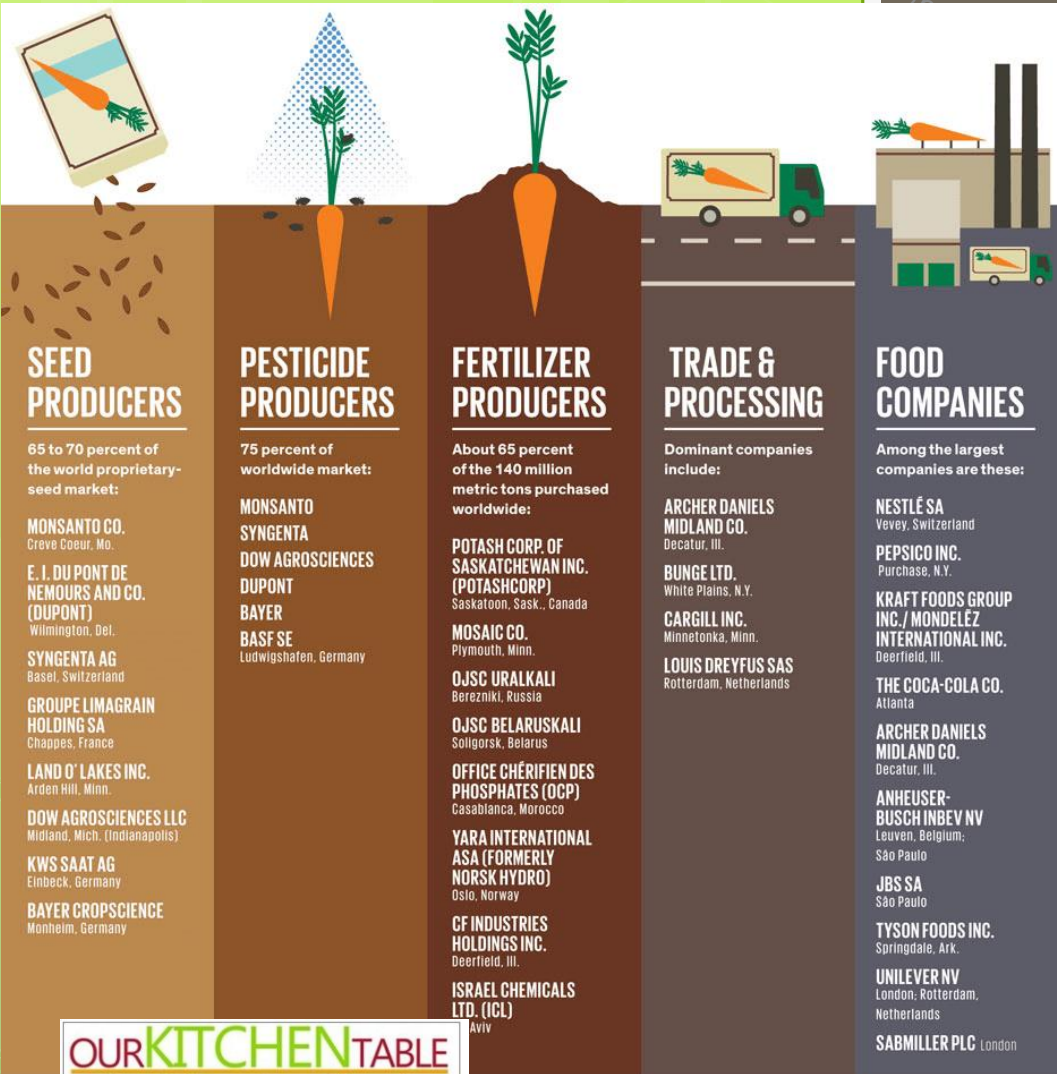 SEED
PRODUCERS
65 to 70 percent of
the world proprietary-
seed market:
MONSANTO CO.
Creve Coeur, Mo.
E. I. DU PONT DE
NEMOURS AND CO.
(DUPONT)
Wilmington, Del.
SYNGENTA AG
Basel, Switzerland
GROUPE LIMAGRAIN
HOLDING SA
Chappes, France
LAND O' LAKES INC.
Arden Hill, Minn.
DOW AGROSCIENCES LLC
Midland, Mich. (Indianapolis)
KWS SAAT AG
Einbeck, Germany
BAYER CROPSCIENCE
Monheim, Germany
PESTICIDE
PRODUCERS
75 percent of
worldwide market:
MONSANTO
SYNGENTA
DOW AGROSCIENCES
DUPONT
BAYER
BASF SE
Ludwigshafen, Germany
FERTILIZER
PRODUCERS
About 65 percent
of the 140 million
metric tons purchased
worldwide:
POTASH CORP. OF
SASKATCHEWAN INC.
(POTASHCORP)
Saskatoon, Sask., Canada
MOSAIC CO.
Plymouth, Minn.
OJSC URALKALI
Berezniki, Russia
OJSC BELARUSKALI
Soligorsk, Belarus
OFFICE CHÉRIFIEN DES
PHOSPHATES (OCP)
Casablanca, Morocco
YARA INTERNATIONAL
ASA (FORMERLY
NORSK HYDRO)
Oslo, Norway
CF INDUSTRIES
HOLDINGS INC.
Deerfield, Ill.
ISRAEL CHEMICALS
LTD. (ICL)
Aviv
TRADE &
PROCESSING
Dominant companies
include:
ARCHER DANIELS
MIDLAND CO.
Decatur, Ill.
BUNGE LTD.
White Plains, N.Y.
CARGILL INC.
Minnetonka, Minn.
LOUIS DREYFUS SAS
Rotterdam, Netherlands
FOOD
COMPANIES
Among the largest
companies are these:
NESTLÉ SA
Vevey, Switzerland
PEPSICO INC.
Purchase, N.Y.
KRAFT FOODS GROUP
INC./ MONDELĒZ
INTERNATIONAL INC.
Deerfield, Ill.
THE COCA-COLA CO.
Atlanta
ARCHER DANIELS
MIDLAND CO.
Decatur, Ill.
ANHEUSER-
BUSCH INBEV NV
Leuven, Belgium;
São Paulo
JBS SA
São Paulo
TYSON FOODS INC.
Springdale, Ark.
UNILEVER NV
London; Rotterdam,
Netherlands
SABMILLER PLC London
OURKITCHENTABLE